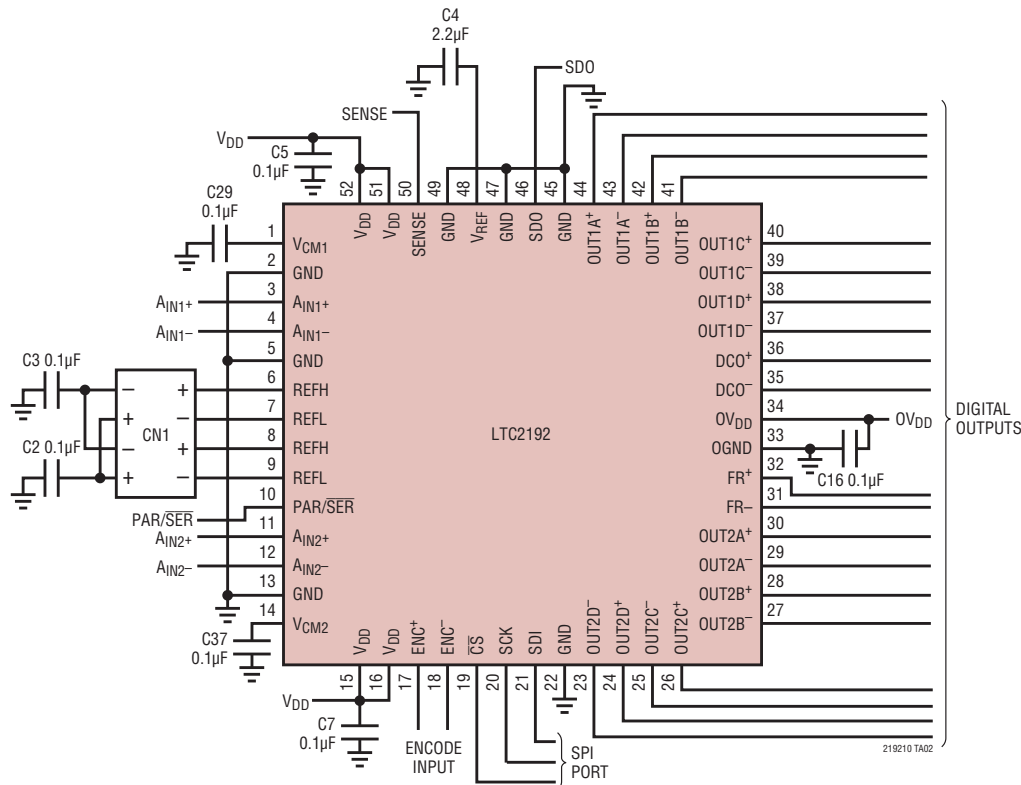 C4
2.2µF
SDO
SENSE
V_DD
C5
0.1µF
52
51
50
49
48
47
46
45
44
43
42
41
V_DD
V_DD
SENSE
GND
V_REF
GND
SDO
GND
OUT1A+
OUT1A–
OUT1B+
OUT1B–
C29
0.1µF
1
V_CM1
2
GND
A_IN1+
3
A_IN1+
A_IN1–
4
A_IN1–
5
GND
C3 0.1µF
6
REFH
7
REFL
8
REFH
9
REFL
– +
+ –
CN1
– +
+ –
C2 0.1µF
PAR/S̅E̅R̅
10
PAR/S̅E̅R̅
A_IN2+
11
A_IN2+
A_IN2–
12
A_IN2–
13
GND
14
V_CM2
C37
0.1µF
LTC2192
OUT1C+
40
OUT1C–
39
OUT1D+
38
OUT1D–
37
DCO+
36
DCO–
35
OV_DD
34
OV_DD
OGND
33
C16 0.1µF
FR+
32
FR–
31
OUT2A+
30
OUT2A–
29
OUT2B+
28
OUT2B–
27
DIGITAL
OUTPUTS
V_DD
V_DD
ENC+
ENC–
C̅S̅
SCK
SDI
GND
OUT2D–
OUT2D+
OUT2C–
OUT2C+
15
16
17
18
19
20
21
22
23
24
25
26
V_DD
C7
0.1µF
ENCODE
INPUT
SPI
PORT
219210 TA02